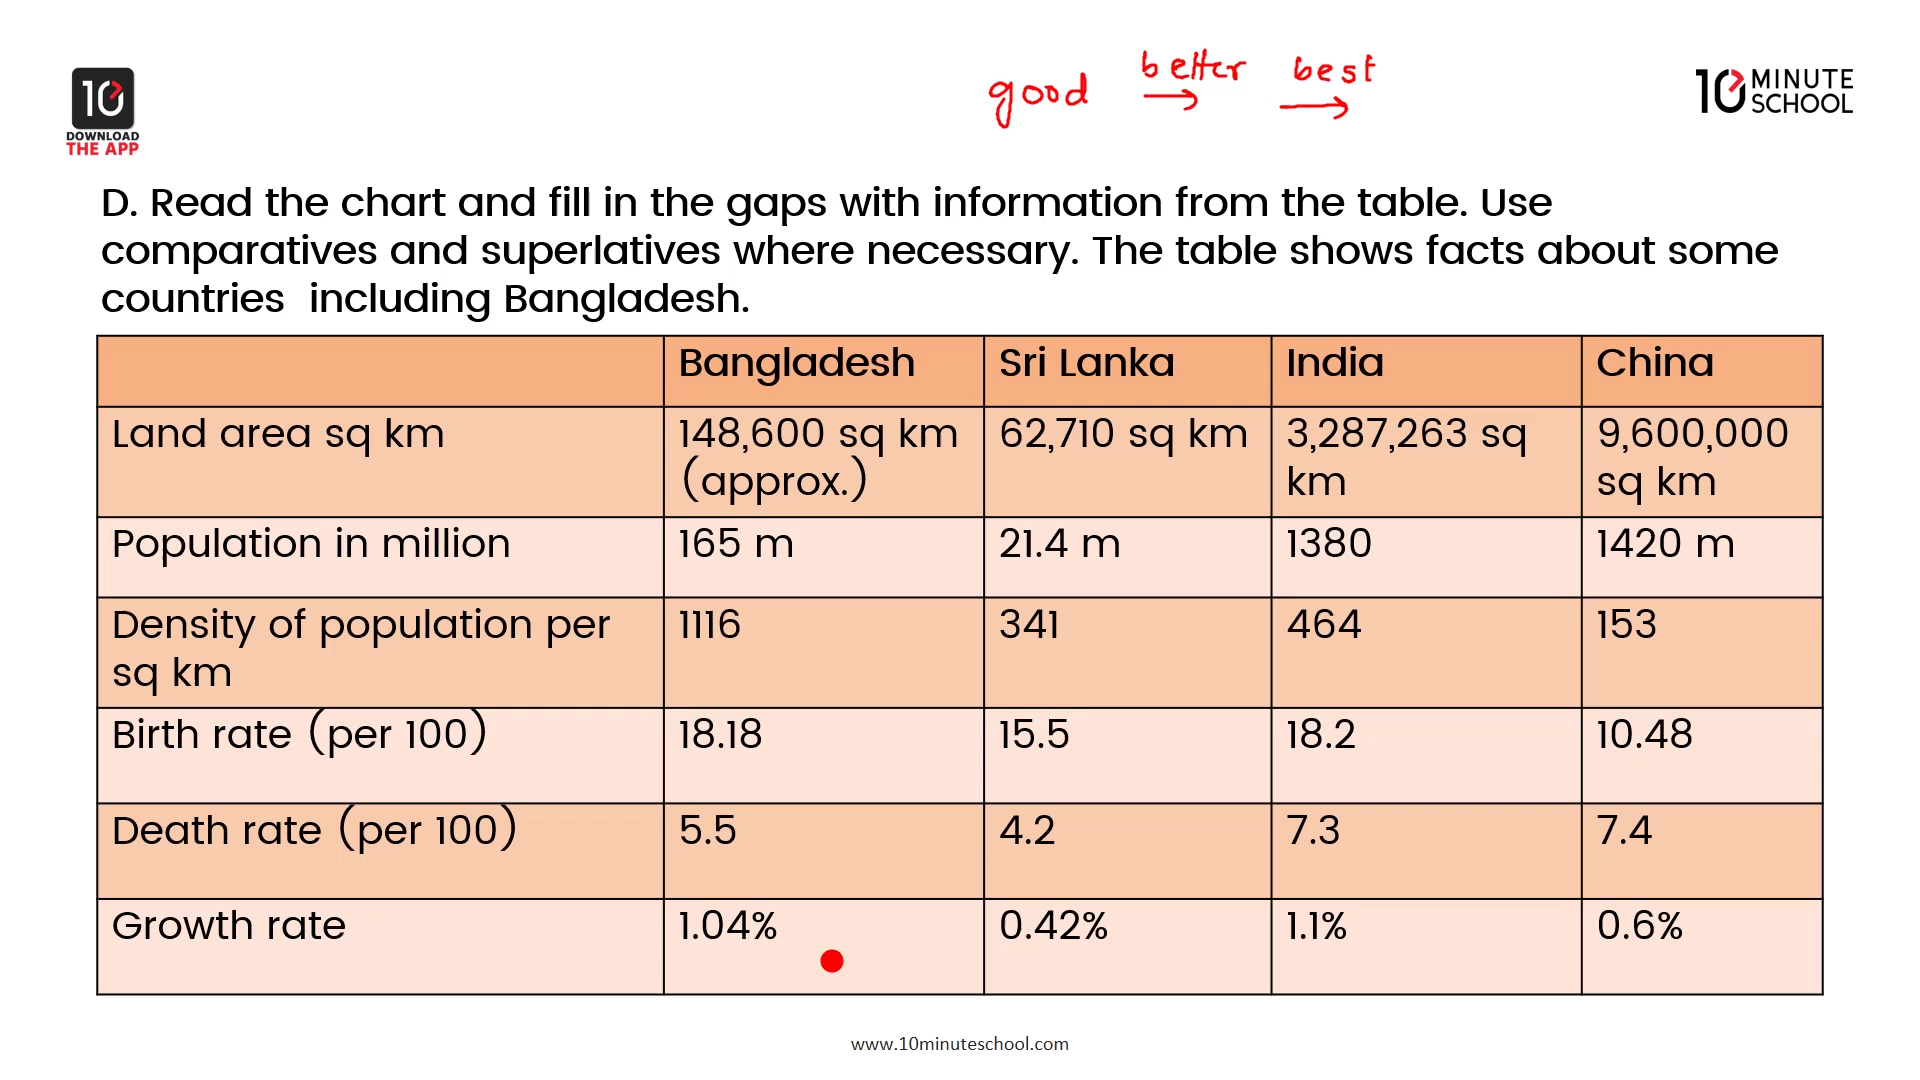 good better best
10
DOWNLOAD
THE APP
10 MINUTE
SCHOOL
D. Read the chart and fill in the gaps with information from the table. Use
comparatives and superlatives where necessary. The table shows facts about some
countries including Bangladesh.
Bangladesh Sri Lanka India China
Land area sq km 148,600 sq km 62,710 sq km 3,287,263 sq 9,600,000
(approx.) km sq km
Population in million 165 m 21.4 m 1380 1420 m
Density of population per 1116 341 464 153
sq km
Birth rate (per 100) 18.18 15.5 18.2 10.48
Death rate (per 100) 5.5 4.2 7.3 7.4
Growth rate 1.04% 0.42% 1.1% 0.6%
www.10minuteschool.com